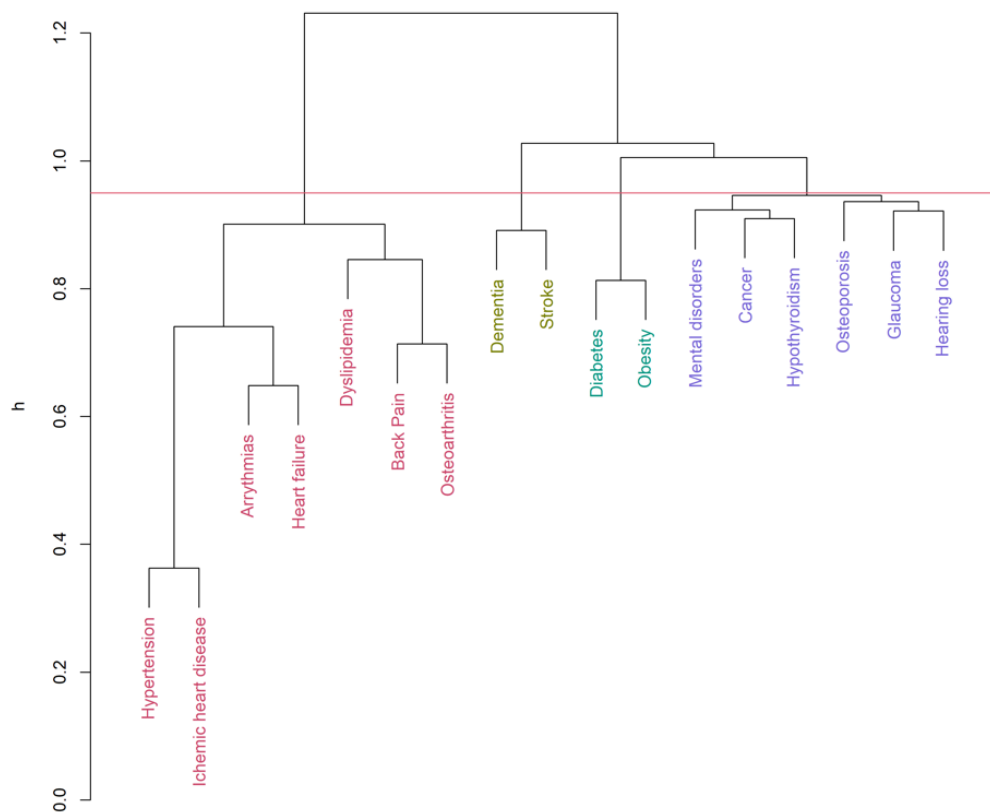 h
0.0
0.2
0.4
0.6
0.8
1.0
1.2
Hypertension
Ichemic heart disease
Arrythmias
Heart failure
Dyslipidemia
Back Pain
Osteoarthritis
Dementia
Stroke
Diabetes
Obesity
Mental disorders
Cancer
Hypothyroidism
Osteoporosis
Glaucoma
Hearing loss